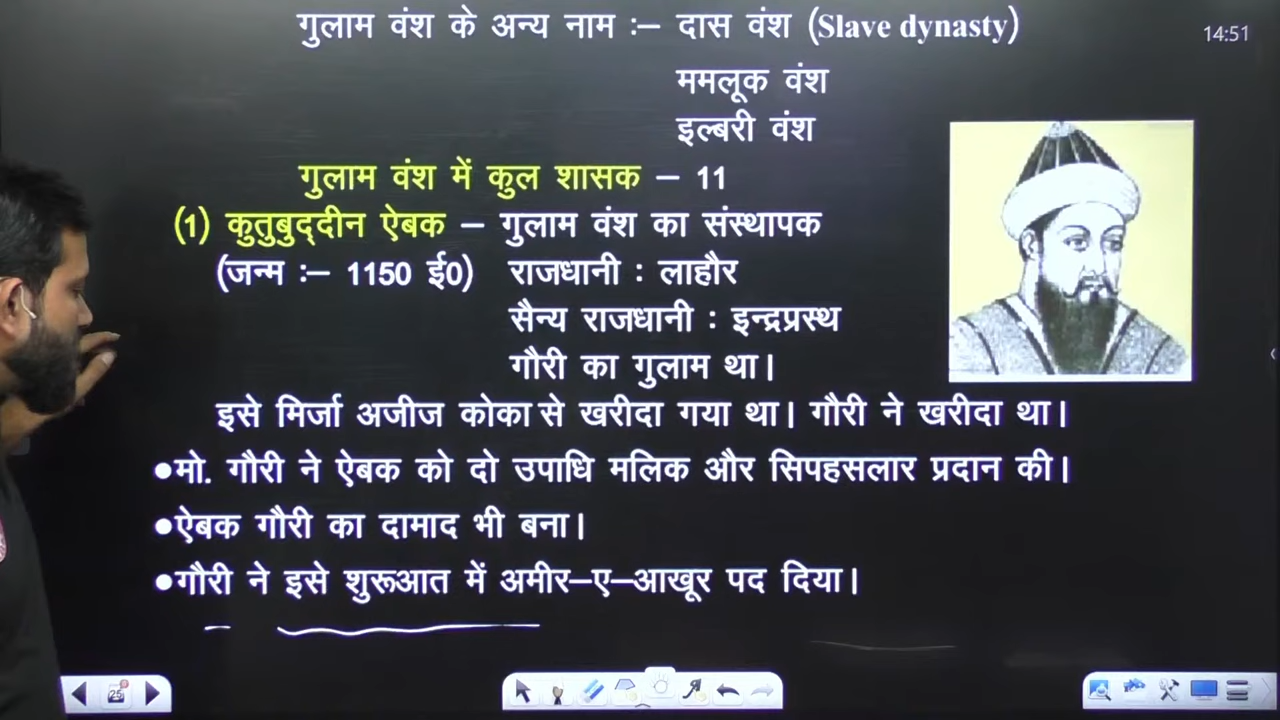 गुलाम वंश के अन्य नाम :– दास वंश (Slave dynasty)
14:51
ममलूक वंश
इल्बरी वंश
गुलाम वंश में कुल शासक – 11
(1) कुतुबुद्दीन ऐबक – गुलाम वंश का संस्थापक
(जन्म :– 1150 ई0) राजधानी : लाहौर
सैन्य राजधानी : इन्द्रप्रस्थ
गौरी का गुलाम था।
इसे मिर्जा अजीज कोका से खरीदा गया था। गौरी ने खरीदा था।
●मो. गौरी ने ऐबक को दो उपाधि मलिक और सिपहसलार प्रदान की।
●ऐबक गौरी का दामाद भी बना।
●गौरी ने इसे शुरूआत में अमीर–ए–आखूर पद दिया।
25